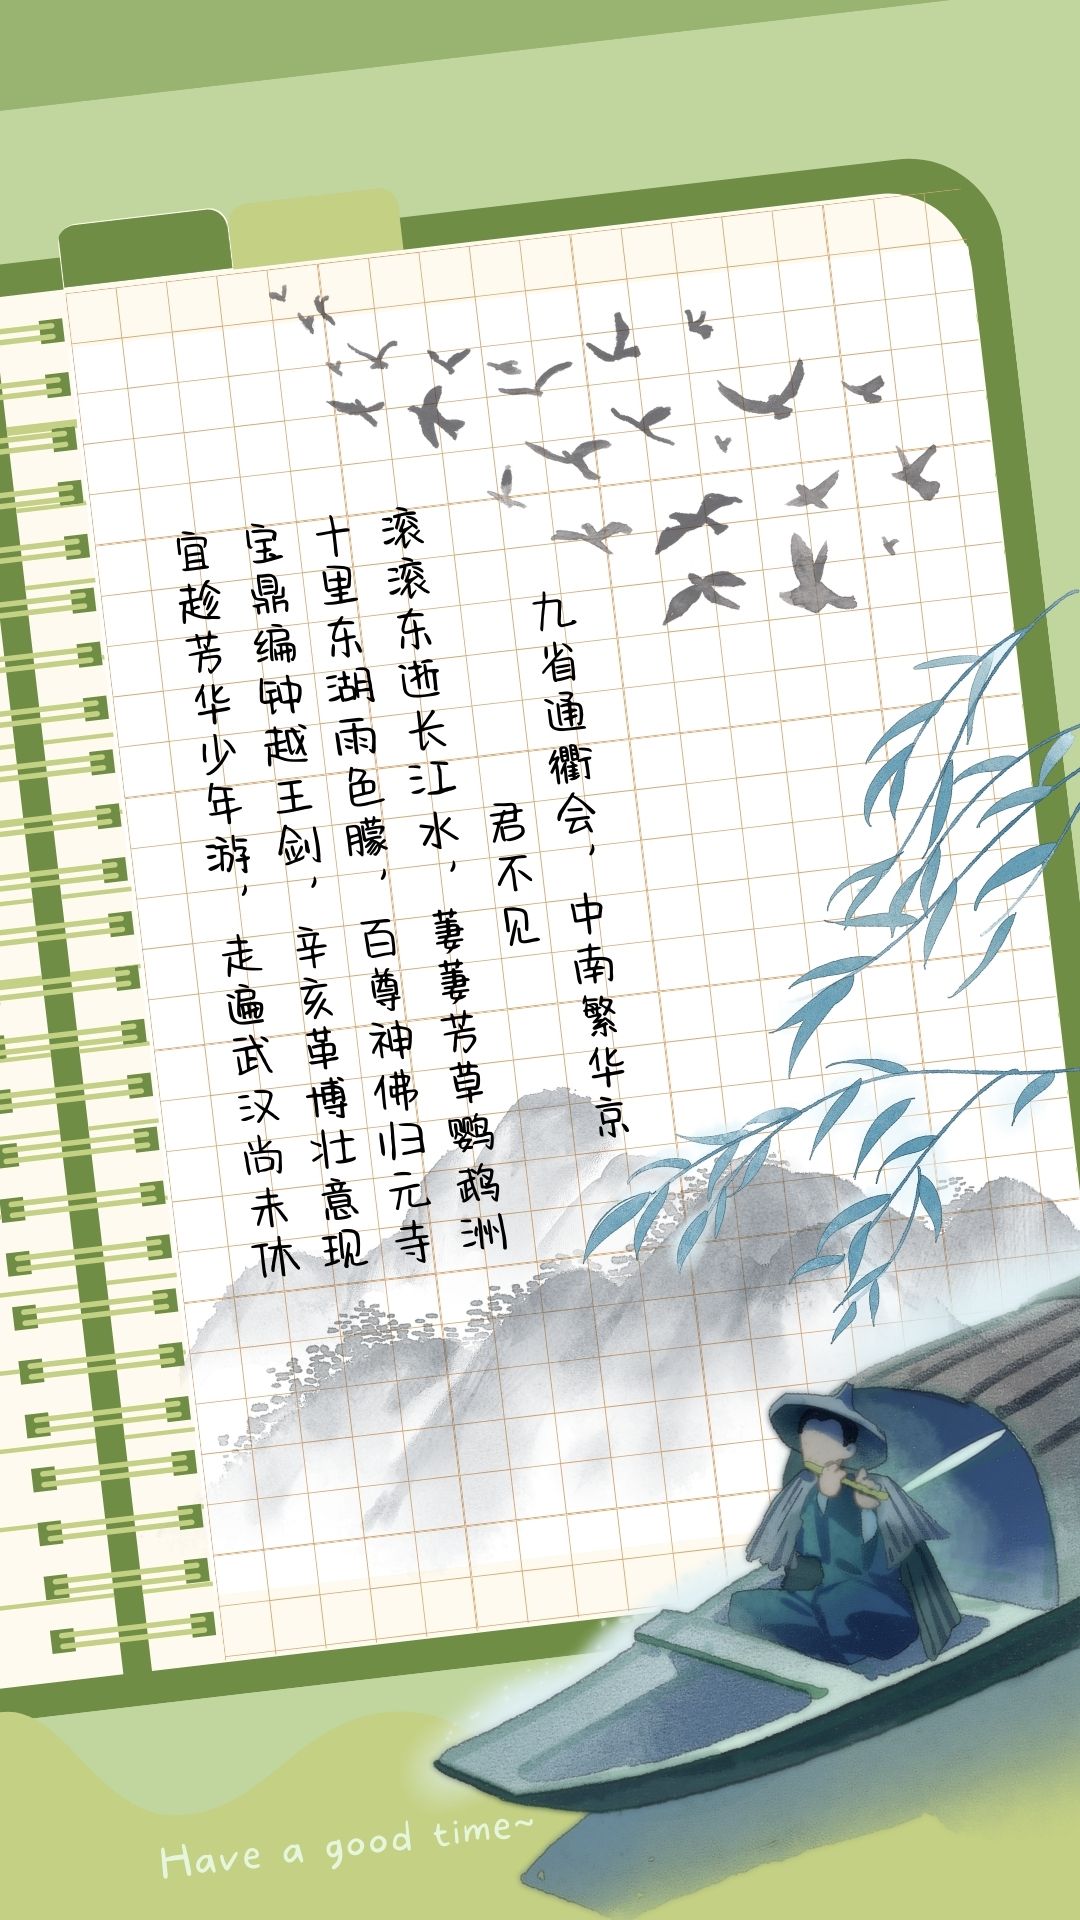 九省通衢会，中南繁华京
君不见
滚滚东逝长江水，萋萋芳草鹦鹉洲
十里东湖雨色朦，百尊神佛归元寺
宝鼎编钟越王剑，辛亥革博壮意现
宜趁芳华少年游，走遍武汉尚未休
Have a good time~